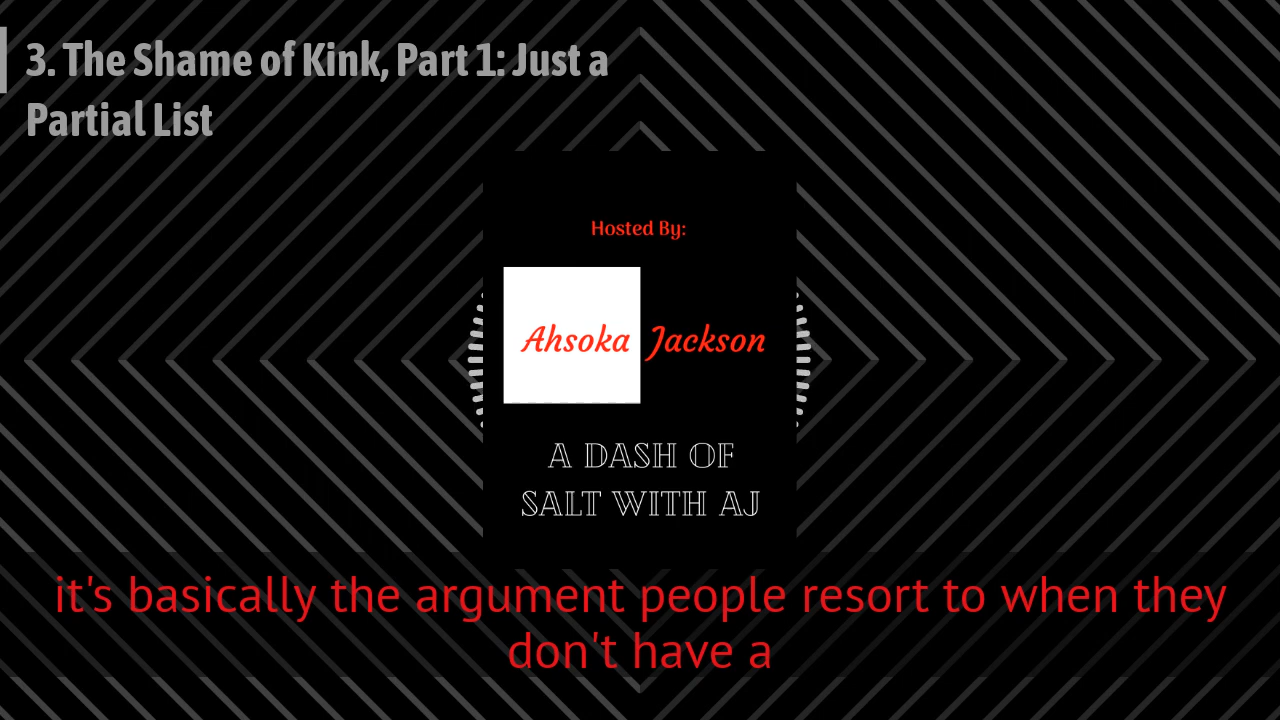 3. The Shame of Kink, Part 1: Just a
Partial List
Hosted By:
Ahsoka Jackson
A DASH OF
SALT WITH AJ
it's basically the argument people resort to when they
don't have a